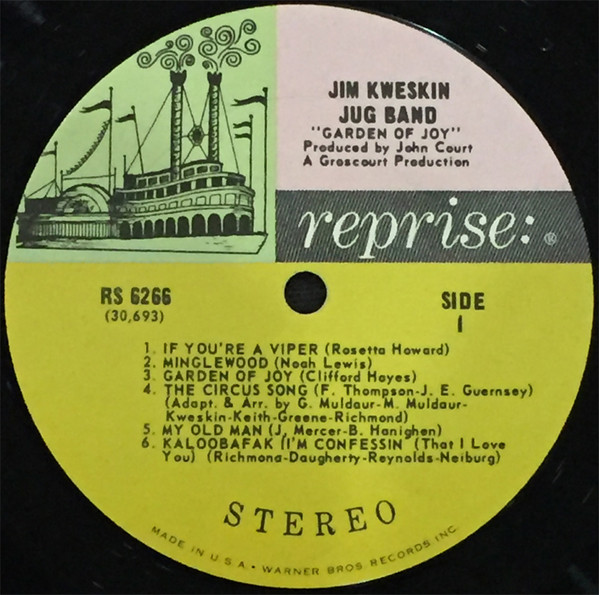 JIM KWESKIN
JUG BAND
"GARDEN OF JOY"
Produced by John Court
A Groscourt Production
reprise: ®
RS 6266
(30,693)
SIDE
1
1. IF YOU'RE A VIPER (Rosetta Howard)
2. MINGLEWOOD (Noah Lewis)
3. GARDEN OF JOY (Clifford Hayes)
4. THE CIRCUS SONG (F. Thompson-J. E. Guernsey)
(Adapt. & Arr. by G. Muldaur-M. Muldaur-
Kweskin-Keith-Greene-Richmond)
5. MY OLD MAN (J. Mercer-B. Hanighen)
6. KALOOBAFAK (I'M CONFESSIN' (That I Love
You) (Richmona-Daugherty-Reynolds-Neiburg)
STEREO
MADE IN U.S.A. • WARNER BROS. RECORDS INC.